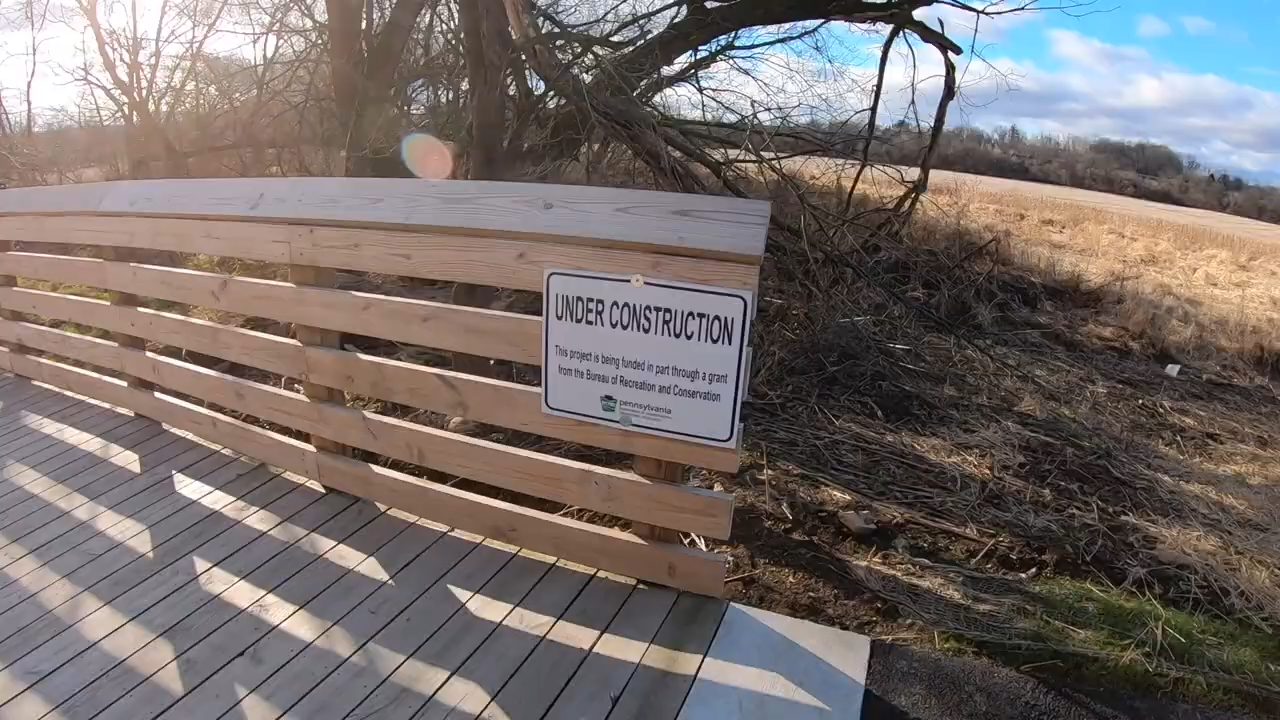 UNDER CONSTRUCTION
This project is being funded in part through a grant
from the Bureau of Recreation and Conservation
pennsylvania